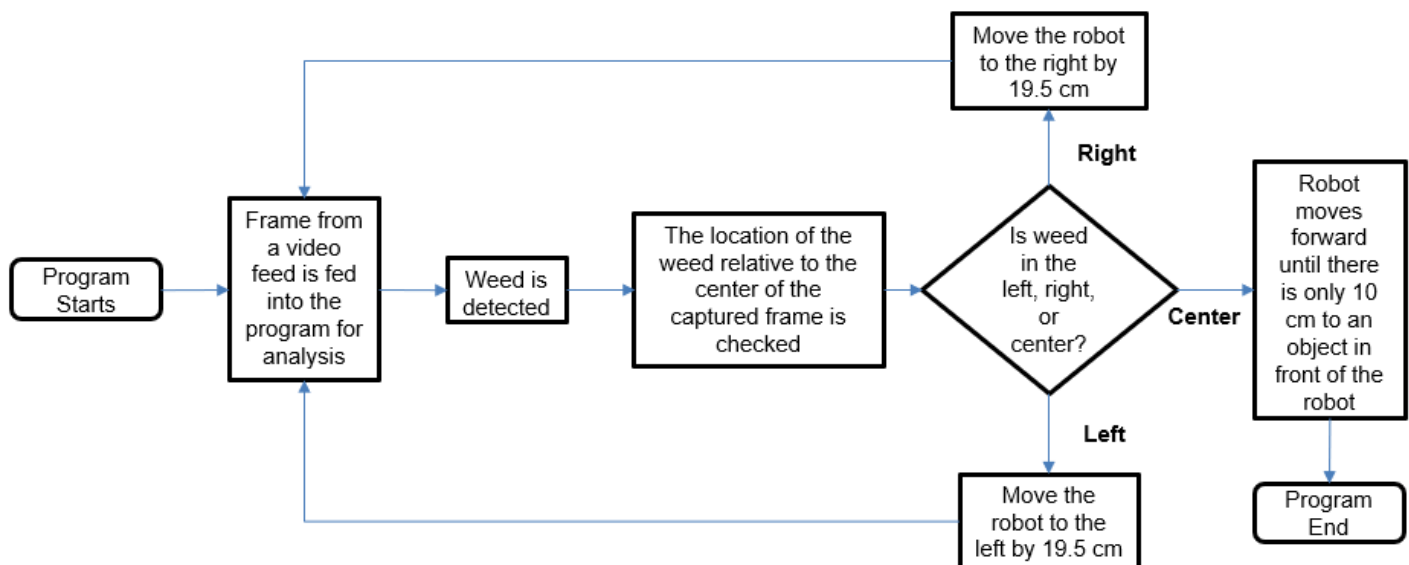 Program
Starts
Frame from
a video
feed is fed
into the
program for
analysis
Weed is
detected
The location of the
weed relative to the
center of the
captured frame is
checked
Is weed
in the
left, right,
or
center?
Right
Move the robot
to the right by
19.5 cm
Left
Move the
robot to the
left by 19.5 cm
Center
Robot
moves
forward
until there
is only 10
cm to an
object in
front of the
robot
Program
End